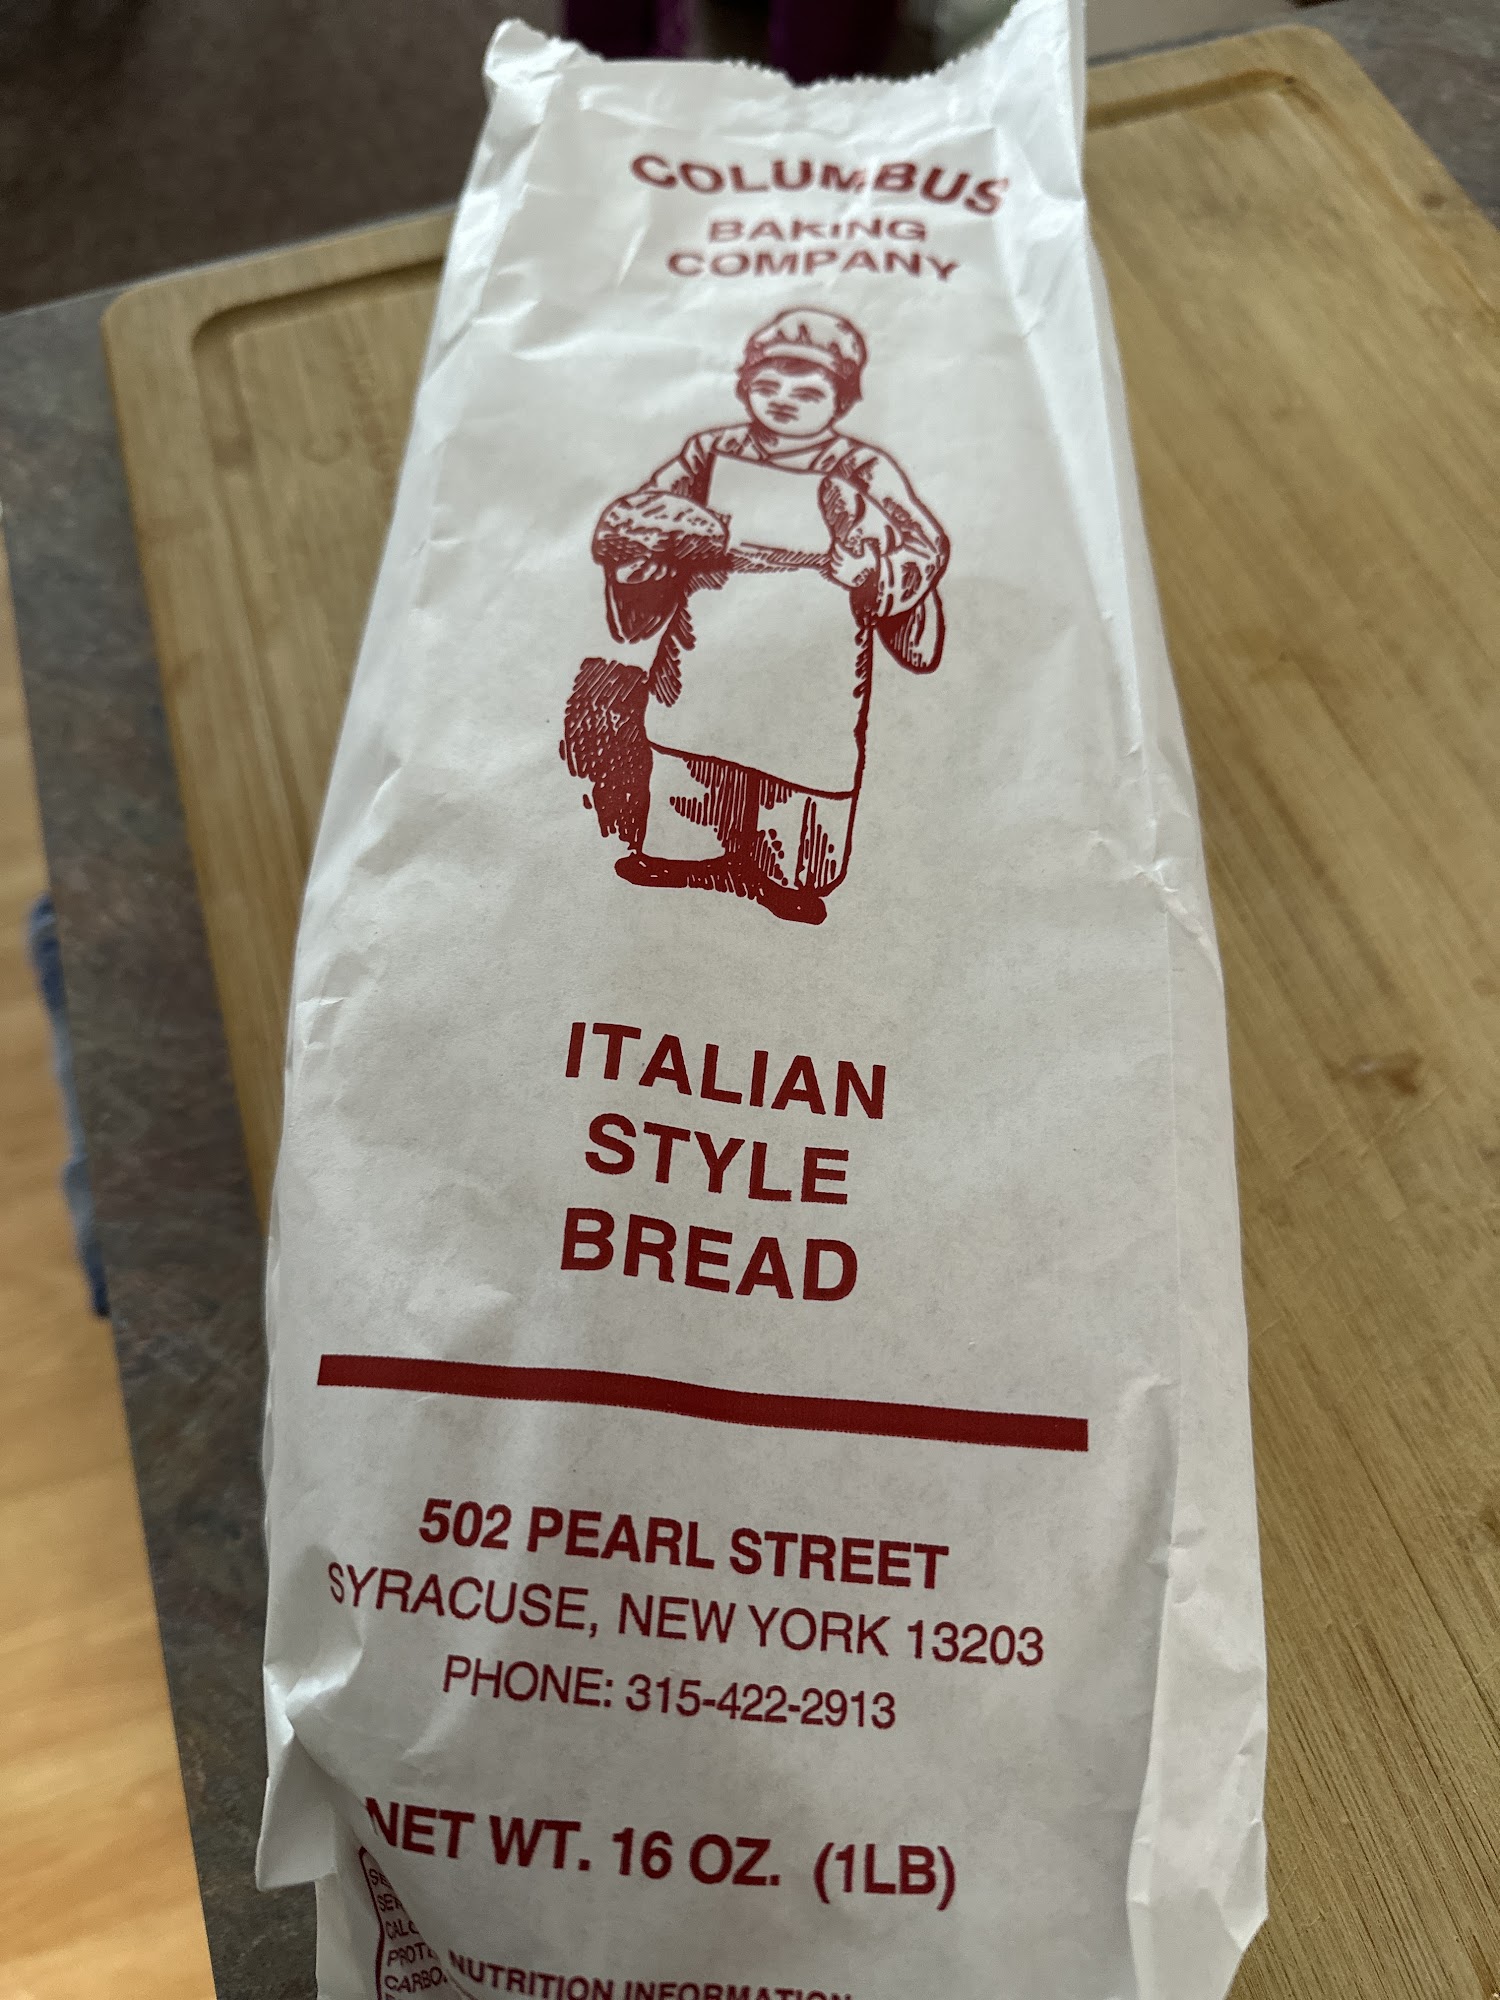 COLUMBUS
BAKING
COMPANY
ITALIAN
STYLE
BREAD
502 PEARL STREET
SYRACUSE, NEW YORK 13203
PHONE: 315-422-2913
NET WT. 16 OZ. (1LB)
NUTRITION INFORMATION